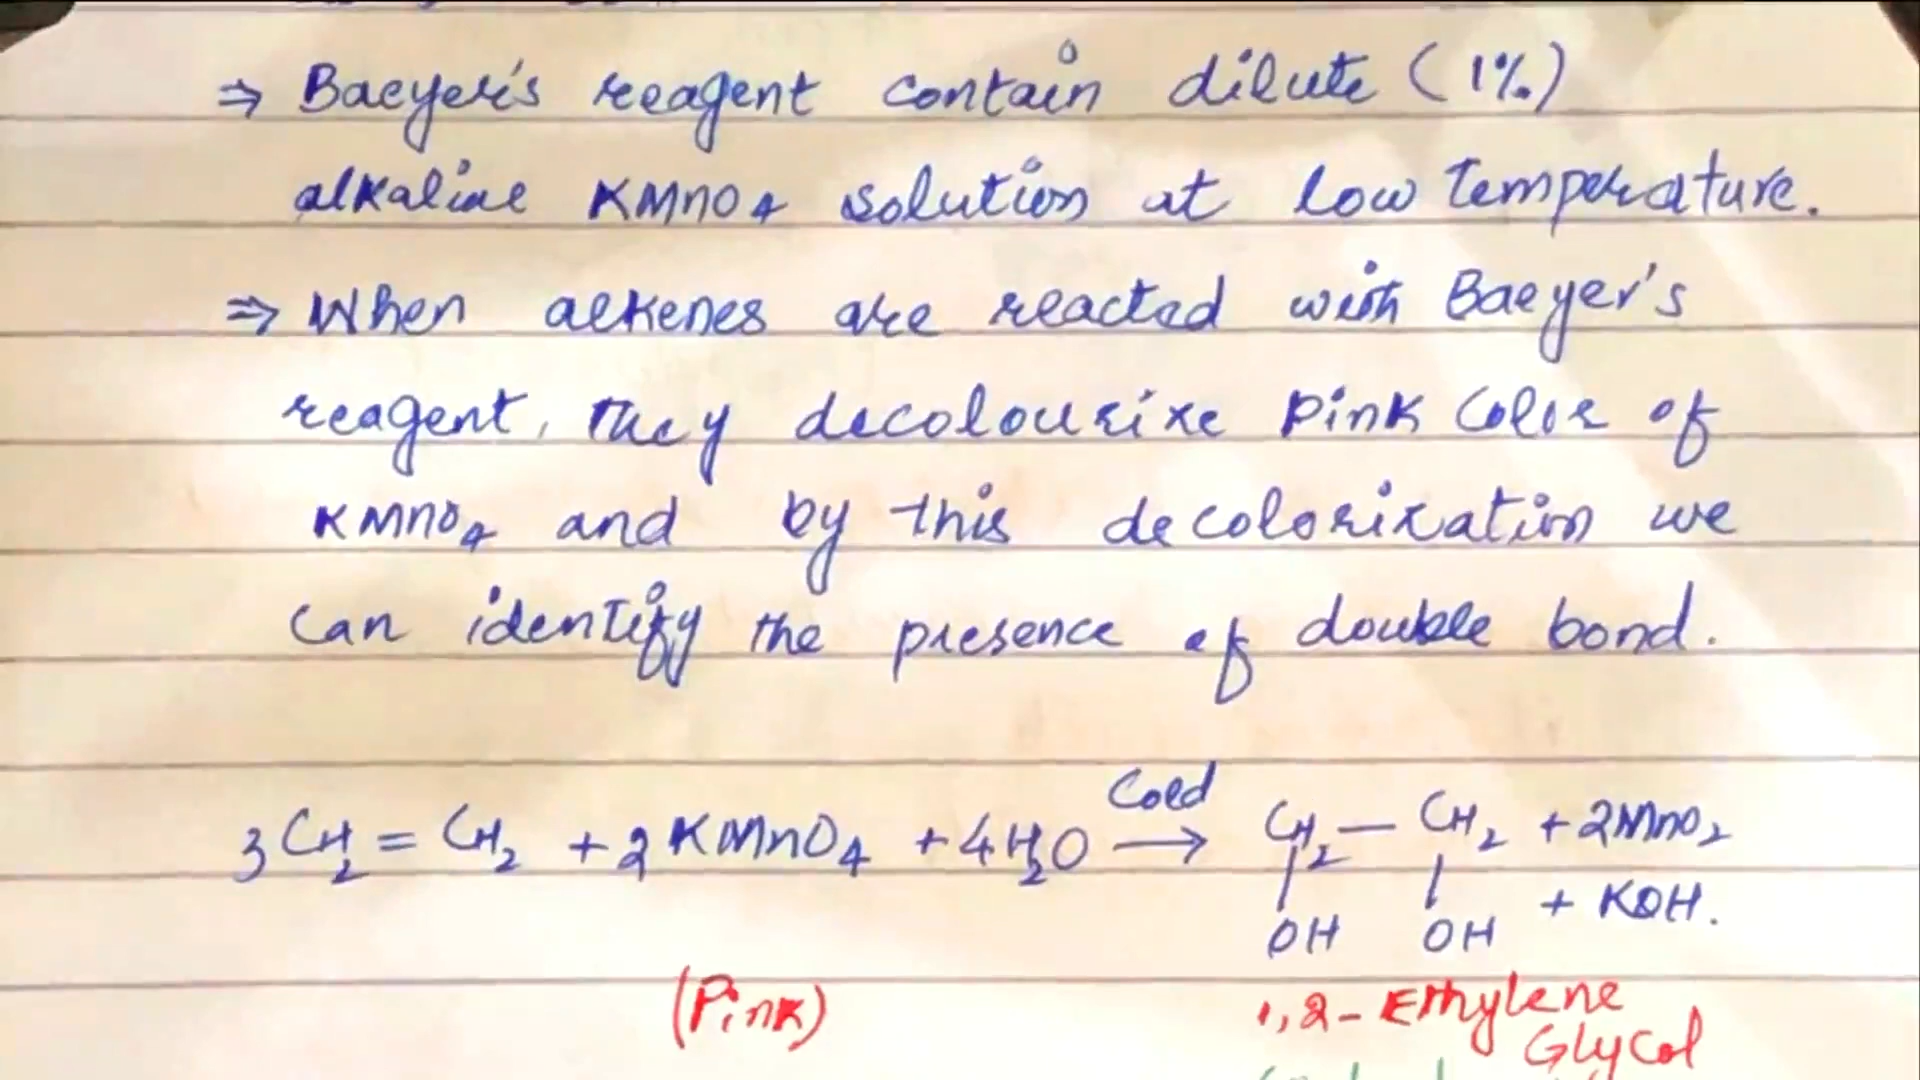 ⇒ Baeyer's reagent contain dilute (1%)
alkaline KMnO4 solution at low temperature.
⇒ When alkenes are reacted with Baeyer's
reagent, they decolourize pink color of
KMnO4 and by this decolorization we
can identify the presence of double bond.
Cold
3CH2 = CH2 + 2KMnO4 + 4H2O → CH2 — CH2 + 2MnO2
OH OH + KOH.
(Pink) 1,2-Ethylene
Glycol